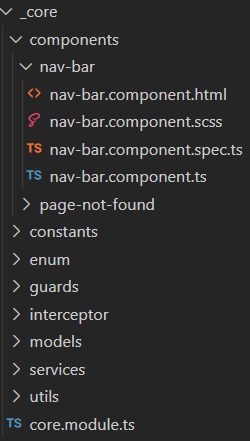 _core
components
nav-bar
<> nav-bar.component.html
nav-bar.component.scss
TS nav-bar.component.spec.ts
TS nav-bar.component.ts
page-not-found
constants
enum
guards
interceptor
models
services
utils
TS core.module.ts